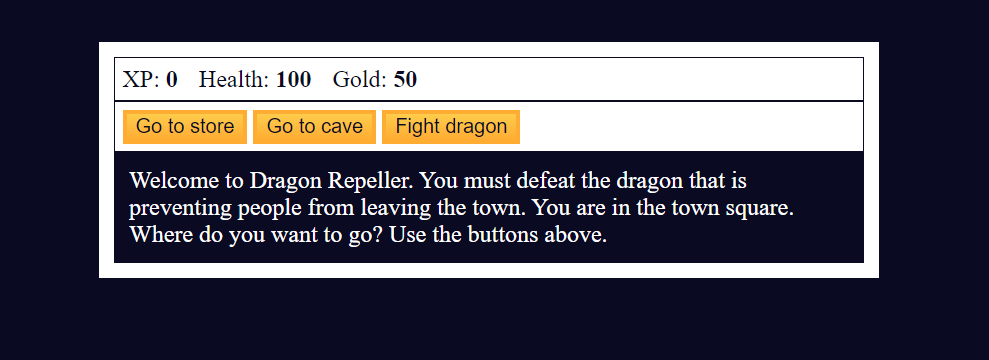 XP: 0 Health: 100 Gold: 50
Go to store Go to cave Fight dragon
Welcome to Dragon Repeller. You must defeat the dragon that is
preventing people from leaving the town. You are in the town square.
Where do you want to go? Use the buttons above.